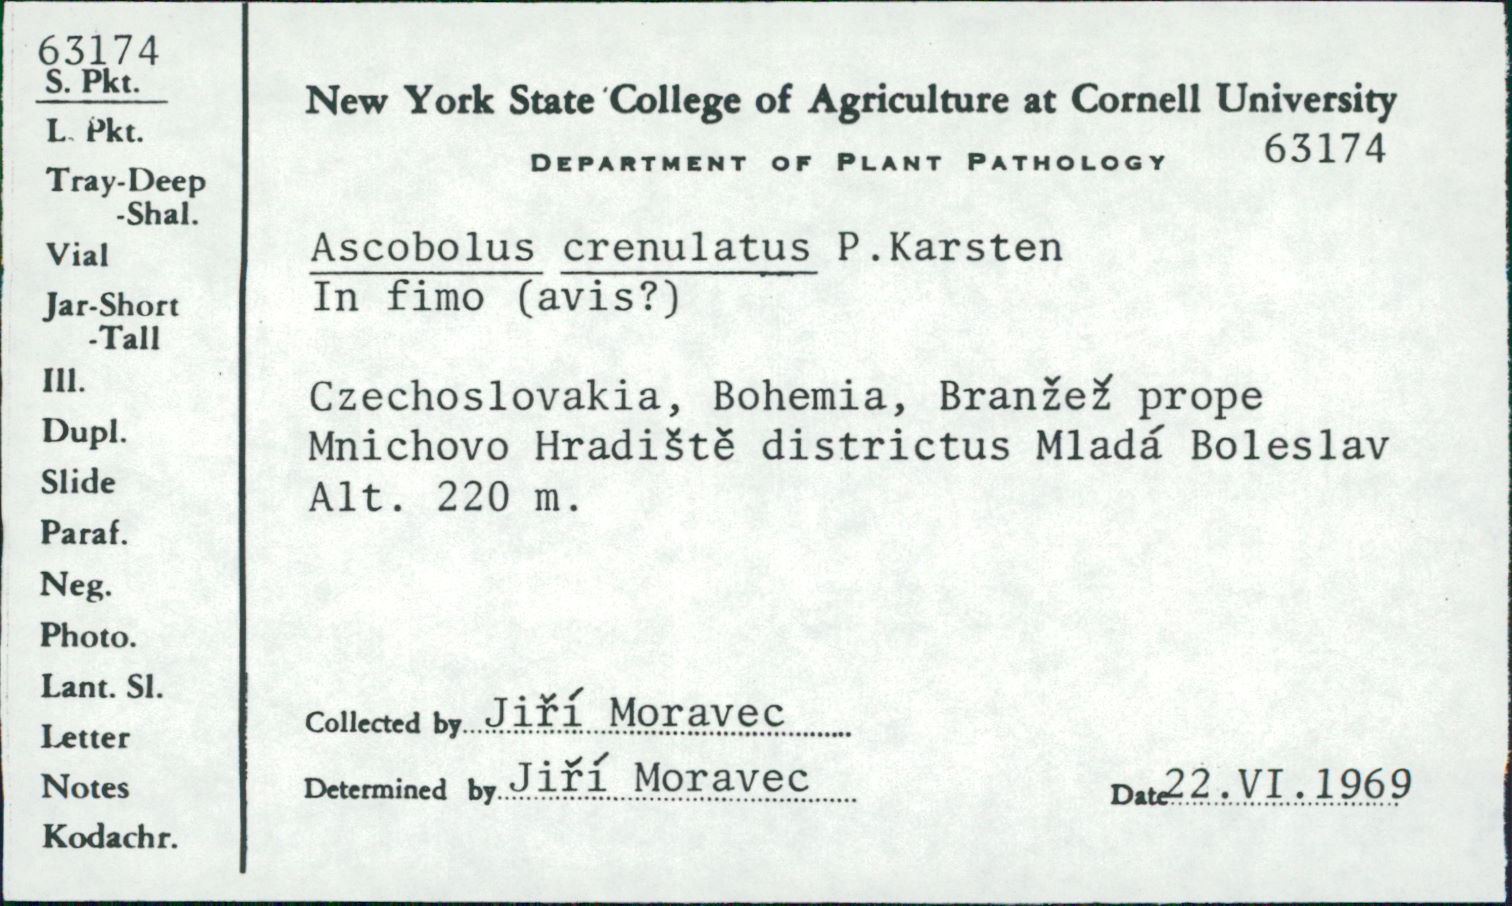 63174
S. Pkt.
L. Pkt.
Tray-Deep
-Shal.
Vial
Jar-Short
-Tall
Ill.
Dupl.
Slide
Paraf.
Neg.
Photo.
Lant. Sl.
Letter
Notes
Kodachr.
New York State College of Agriculture at Cornell University
DEPARTMENT OF PLANT PATHOLOGY 63174
Ascobolus crenulatus P.Karsten
In fimo (avis?)
Czechoslovakia, Bohemia, Branžež prope
Mnichovo Hradiště districtus Mladá Boleslav
Alt. 220 m.
Collected by Jiří Moravec
Determined by Jiří Moravec
Date 22.VI.1969